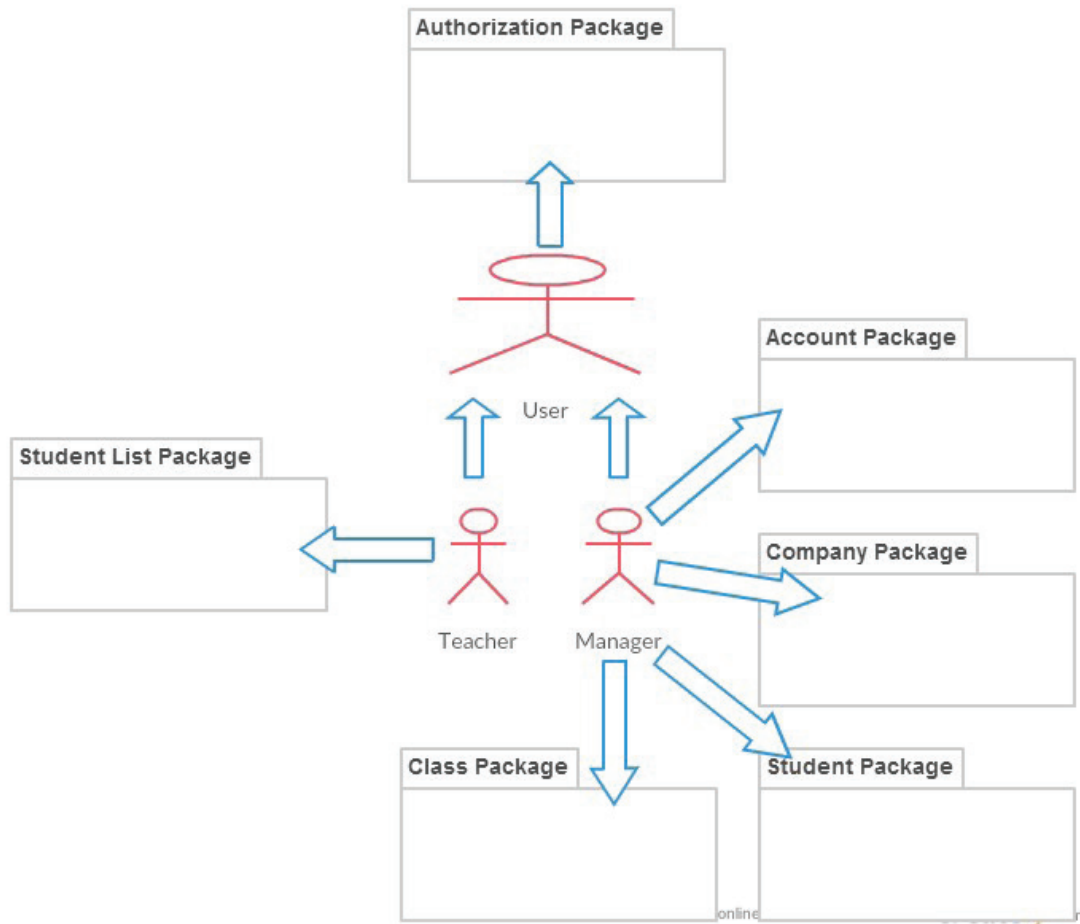 Authorization Package
User
Account Package
Student List Package
Company Package
Teacher
Manager
Class Package
Student Package
online